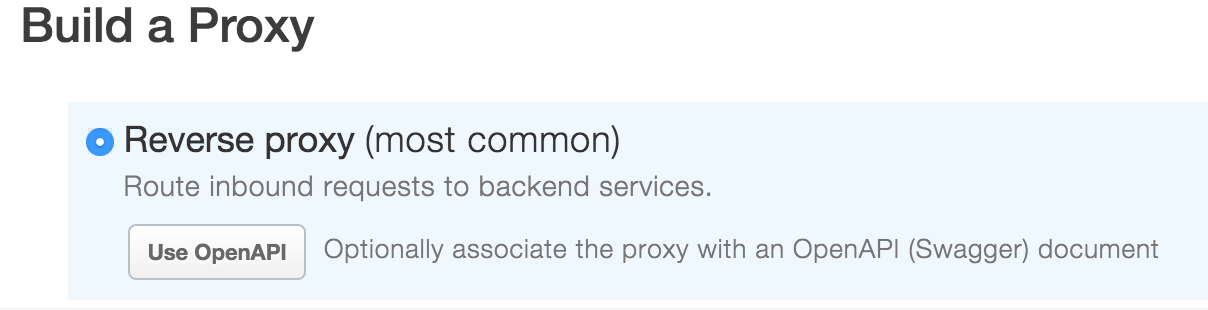 Build a Proxy
Reverse proxy (most common)
Route inbound requests to backend services.
Use OpenAPI Optionally associate the proxy with an OpenAPI (Swagger) document